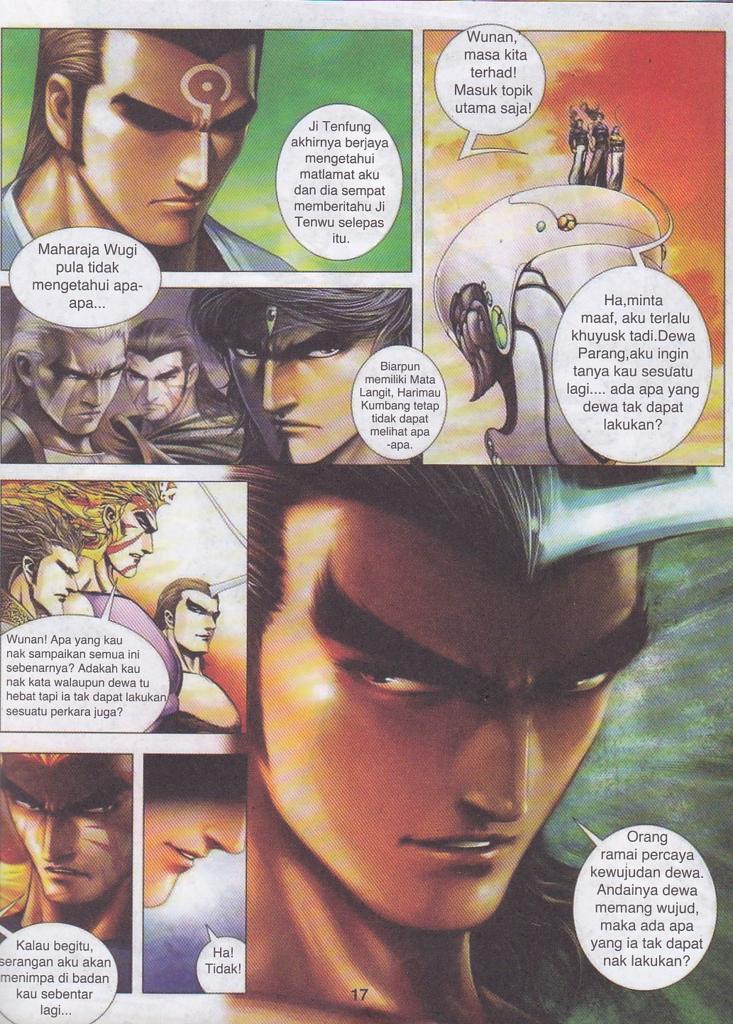 Ji Tenfung
akhirnya berjaya
mengetahui
matlamat aku
dan dia sempat
memberitahu Ji
Tenwu selepas
itu.
Maharaja Wugi
pula tidak
mengetahui apa-
apa...
Biarpun
memiliki Mata
Langit, Harimau
Kumbang tetap
tidak dapat
melihat apa
-apa.
Wunan,
masa kita
terhad!
Masuk topik
utama saja!
Ha,minta
maaf, aku terlalu
khuyusk tadi.Dewa
Parang,aku ingin
tanya kau sesuatu
lagi.... ada apa yang
dewa tak dapat
lakukan?
Wunan! Apa yang kau
nak sampaikan semua ini
sebenarnya? Adakah kau
nak kata walaupun dewa tu
hebat tapi ia tak dapat lakukan
sesuatu perkara juga?
Kalau begitu,
serangan aku akan
menimpa di badan
kau sebentar
lagi...
Ha!
Tidak!
Orang
ramai percaya
kewujudan dewa.
Andainya dewa
memang wujud,
maka ada apa
yang ia tak dapat
nak lakukan?
17